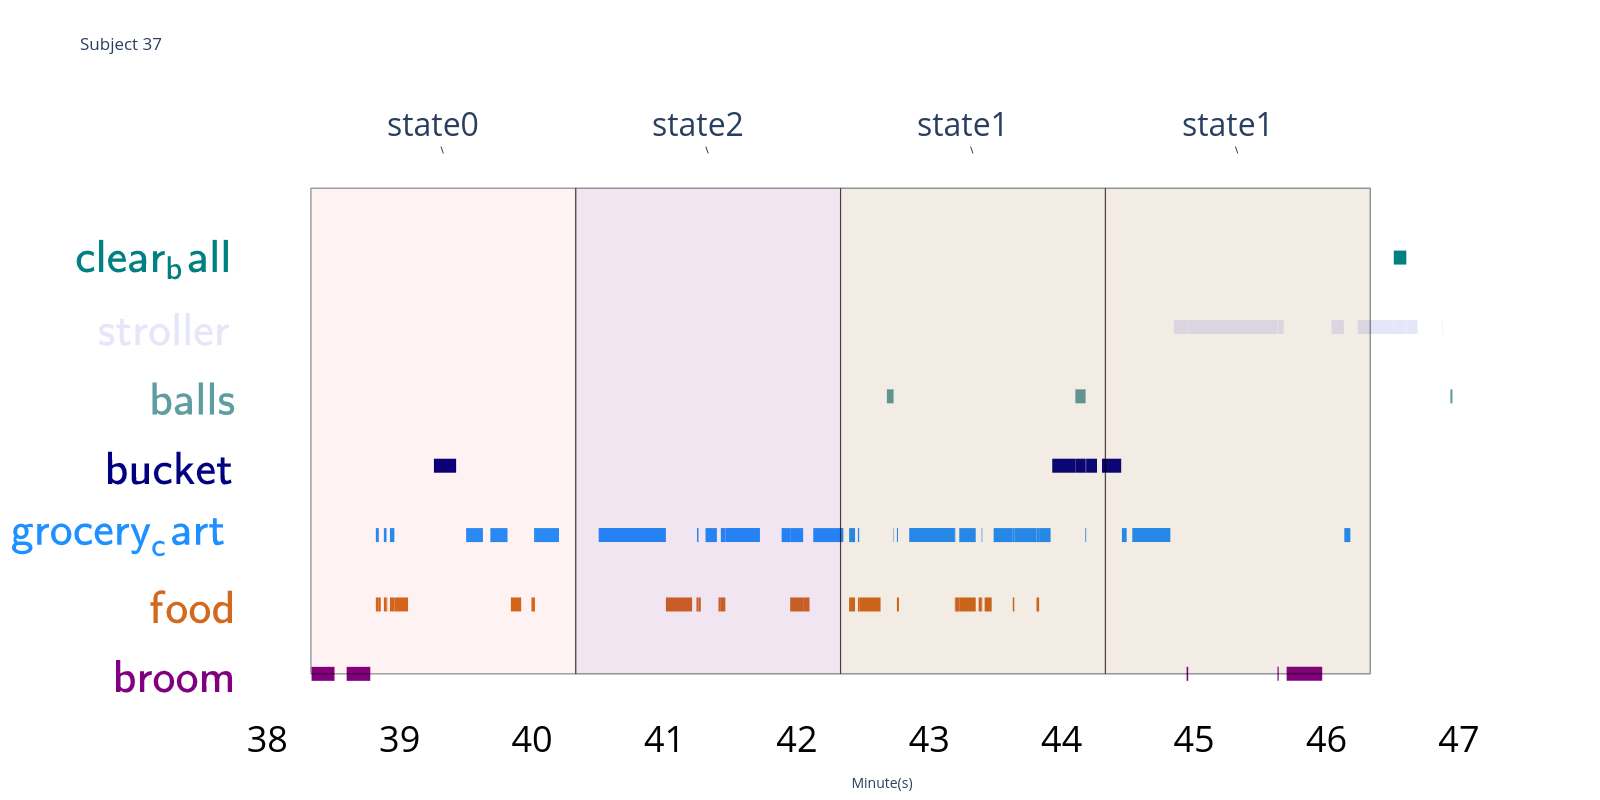 Subject 37
state0 state2 state1 state1
clear_ball
stroller
balls
bucket
grocery_cart
food
broom
38 39 40 41 42 43 44 45 46 47
Minute(s)